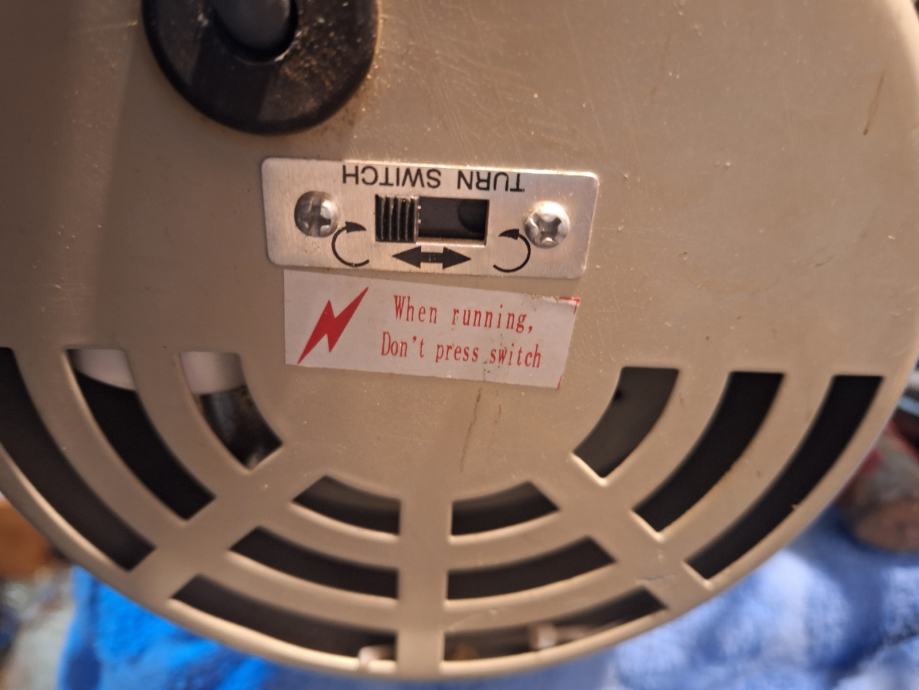 TURN SWITCH
When running,
Don't press switch